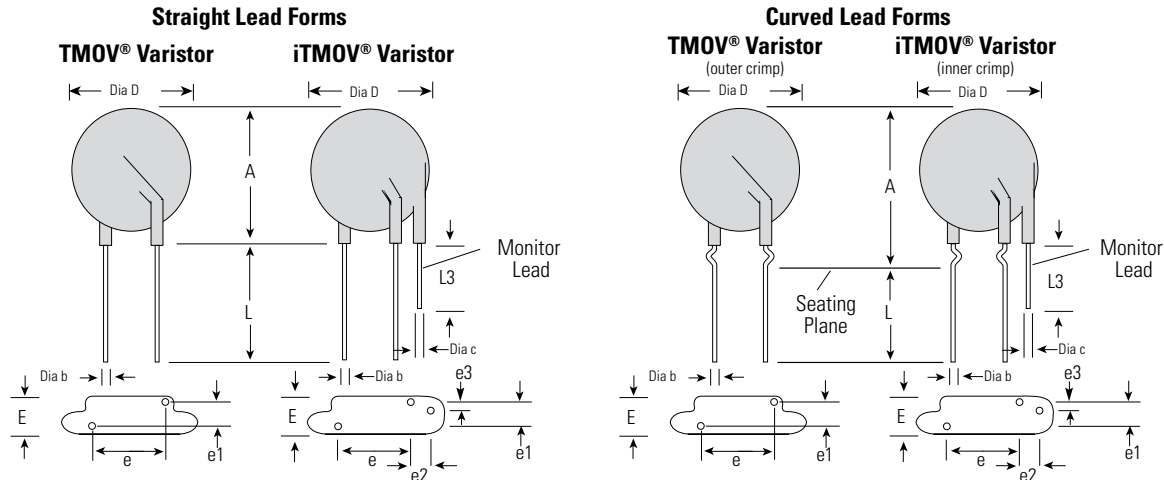 Straight Lead Forms
TMOV® Varistor
iTMOV® Varistor
Dia D
Dia D
A
L
Monitor
Lead
L3
Dia c
Dia b
Dia b
e3
E
E
e
e1
e
e2
e1
Curved Lead Forms
TMOV® Varistor
(outer crimp)
iTMOV® Varistor
(inner crimp)
Dia D
Dia D
A
L
Seating
Plane
Monitor
Lead
L3
Dia c
Dia b
Dia b
e3
E
E
e
e1
e
e2
e1